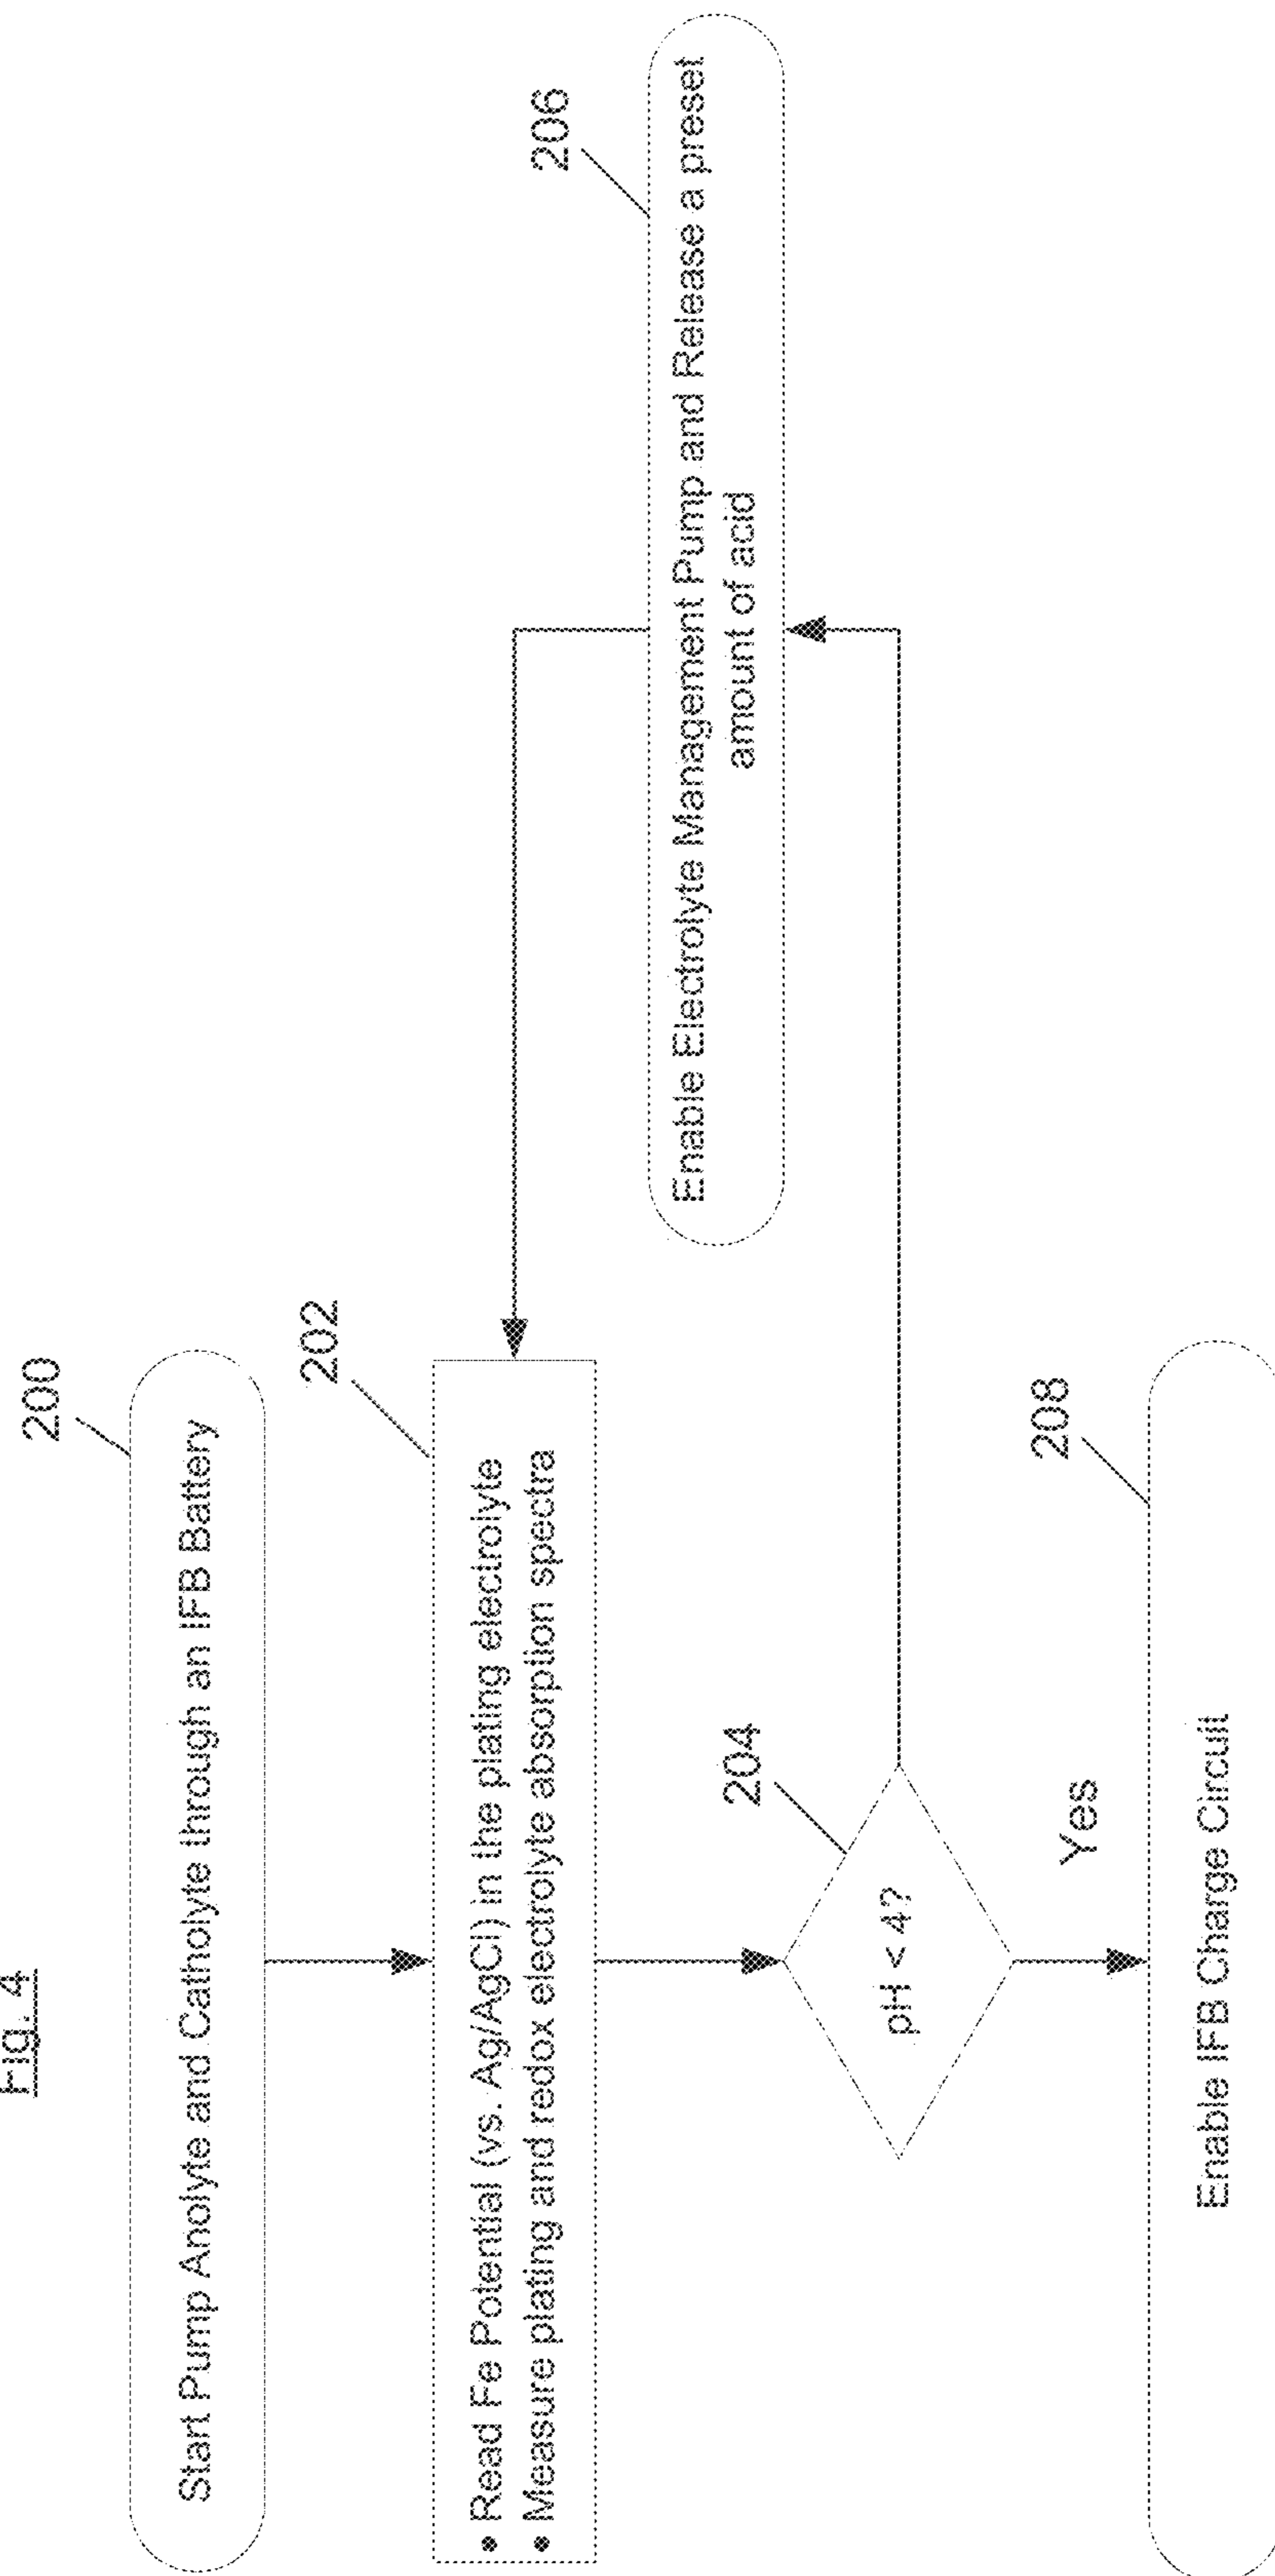 Fig. 4
200
Start Pump Anolyte and Catholyte through an IFB Battery
202
• Read Fe Potential (vs. Ag/AgCl) in the plating electrolyte
• Measure plating and redox electrolyte absorption spectra
204
pH < 4?
206
Enable Electrolyte Management Pump and Release a preset
amount of acid
Yes
208
Enable IFB Charge Circuit